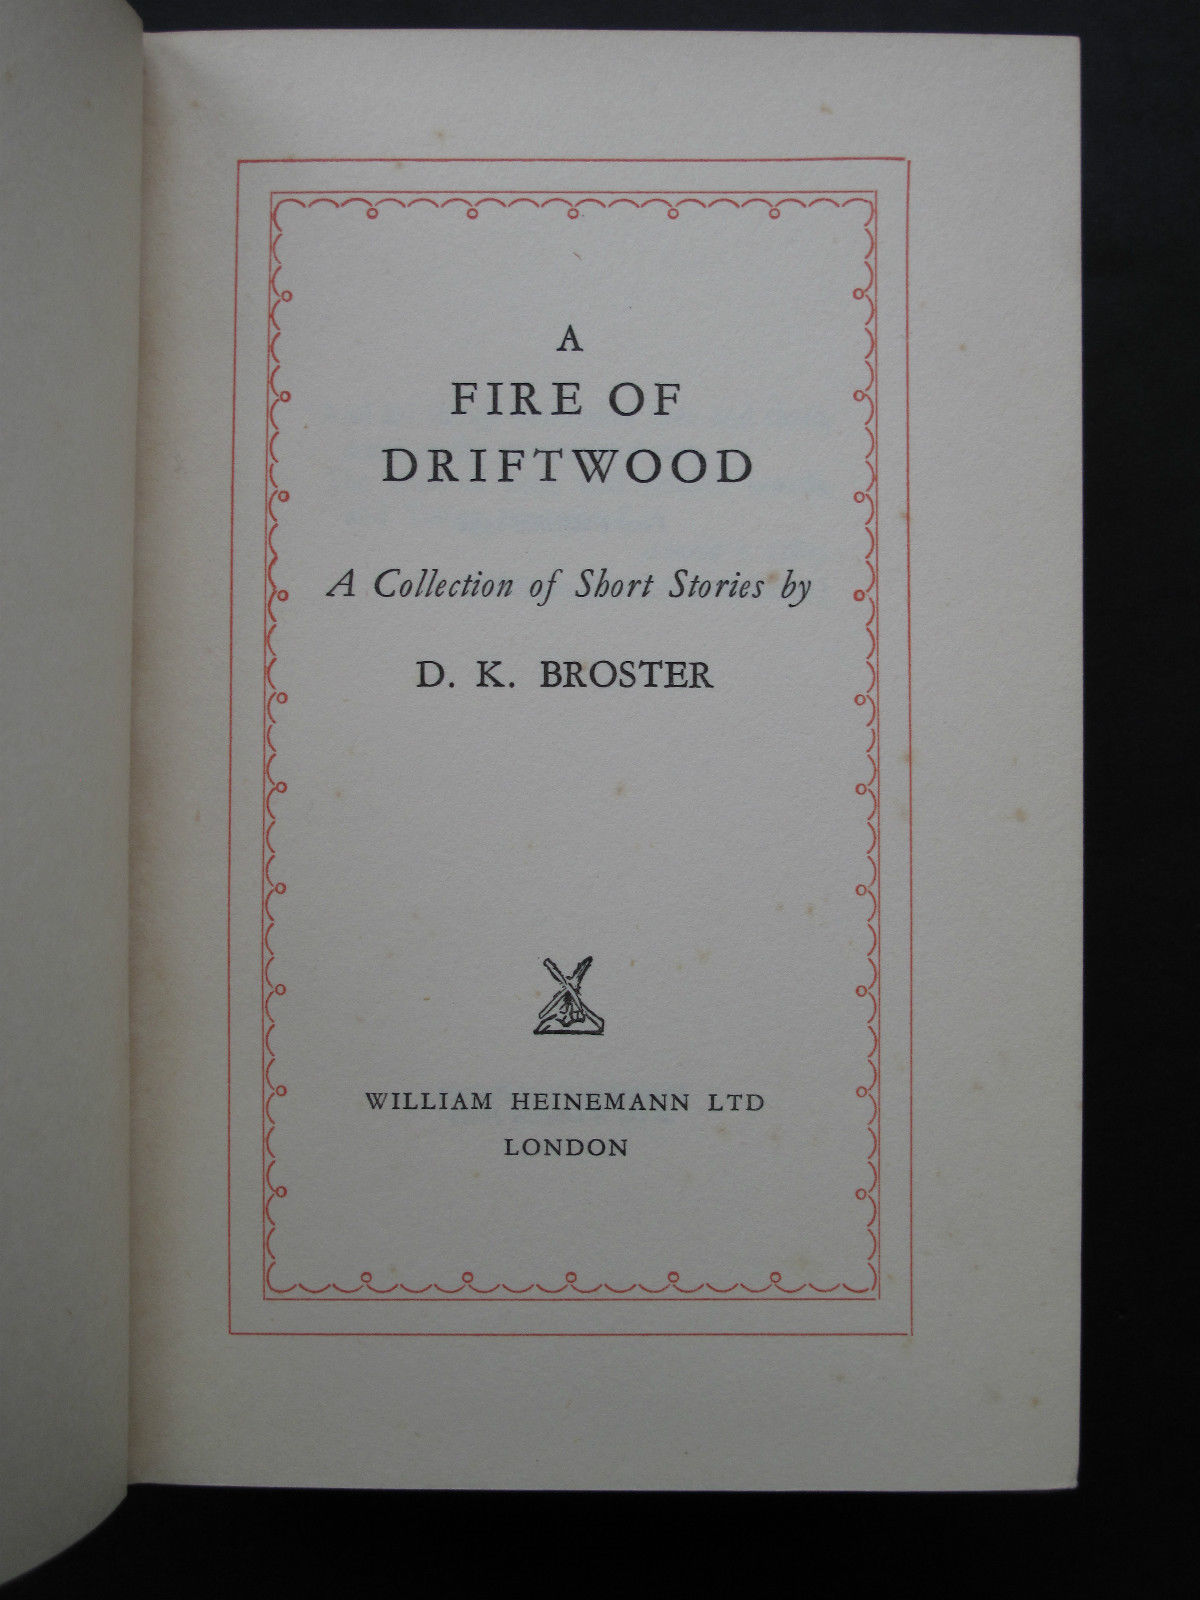 A
FIRE OF
DRIFTWOOD
A Collection of Short Stories by
D. K. BROSTER
WILLIAM HEINEMANN LTD
LONDON